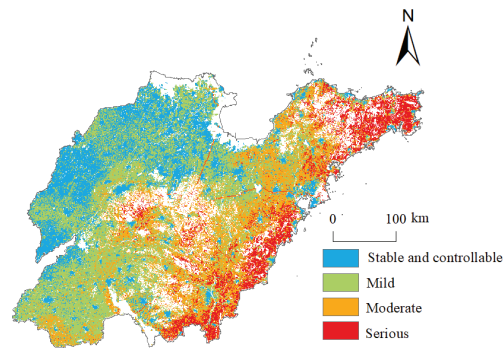 N
0 100 km
Stable and controllable
Mild
Moderate
Serious